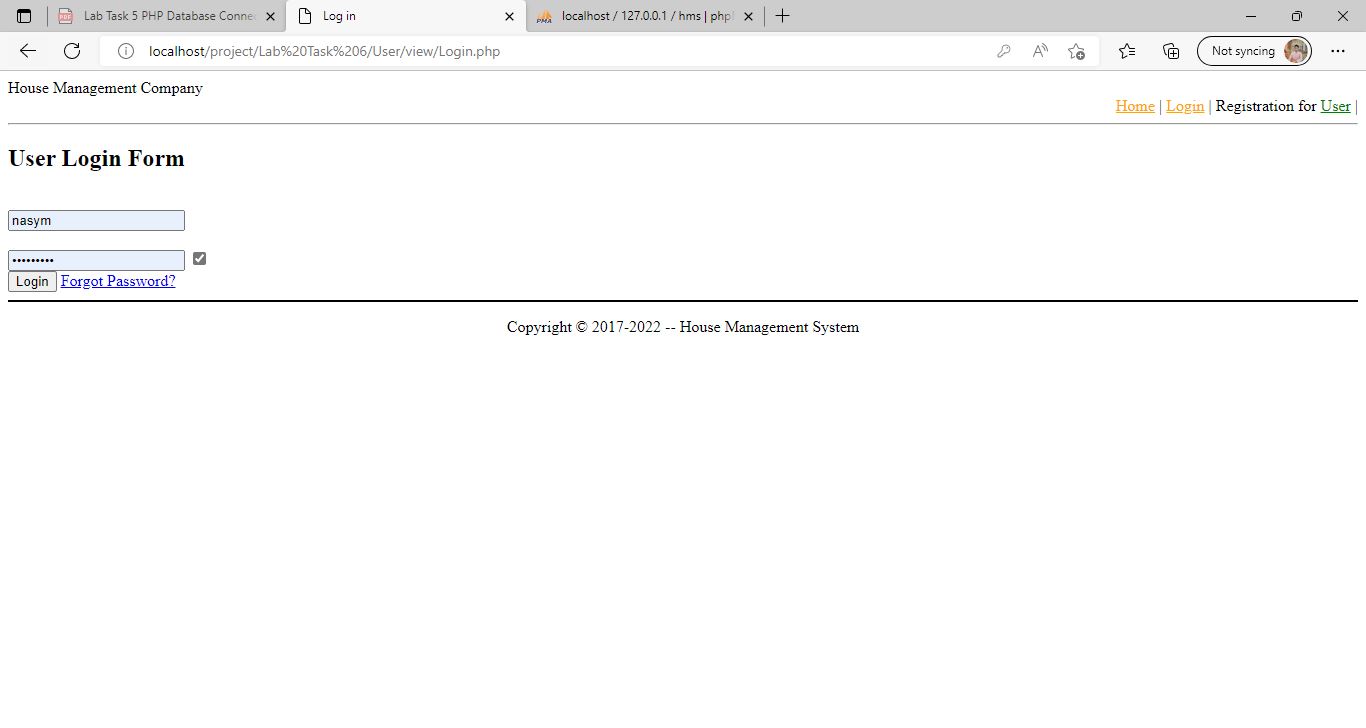 Lab Task 5 PHP Database Connec
Log in
PMA localhost / 127.0.0.1 / hms | php
localhost/project/Lab%20Task%206/User/view/Login.php
Not syncing
House Management Company
Home | Login | Registration for User |
User Login Form
nasym
•••••••••
Login Forgot Password?
Copyright © 2017-2022 -- House Management System